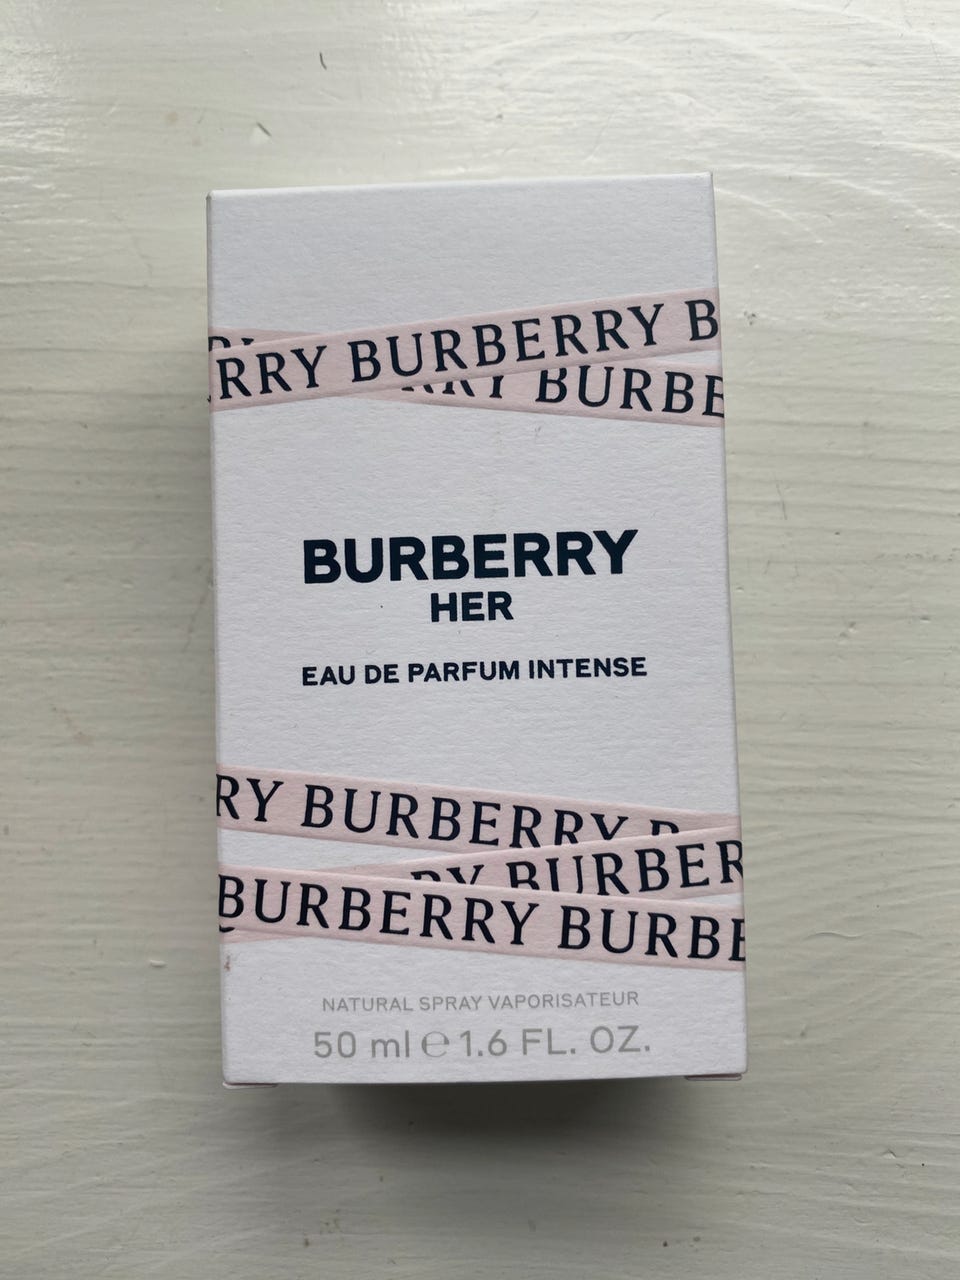 RRY BURBERRY B
BURBE
BURBERRY
HER
EAU DE PARFUM INTENSE
RY BURBERRY
BURBER
BURBERRY BURBE
NATURAL SPRAY VAPORISATEUR
50 ml ℮ 1.6 FL. OZ.